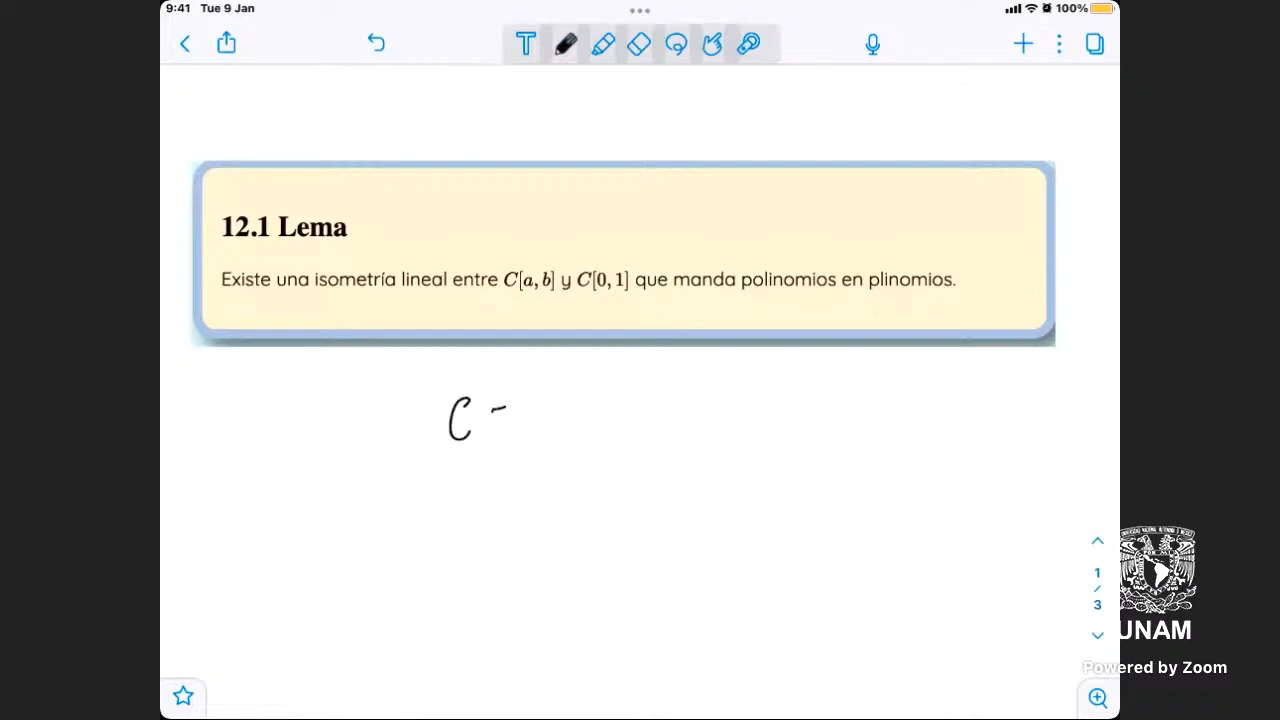 9:41 Tue 9 Jan 100%
12.1 Lema
Existe una isometría lineal entre C[a, b] y C[0, 1] que manda polinomios en plinomios.
C -
1
/
3
UNAM
Powered by Zoom